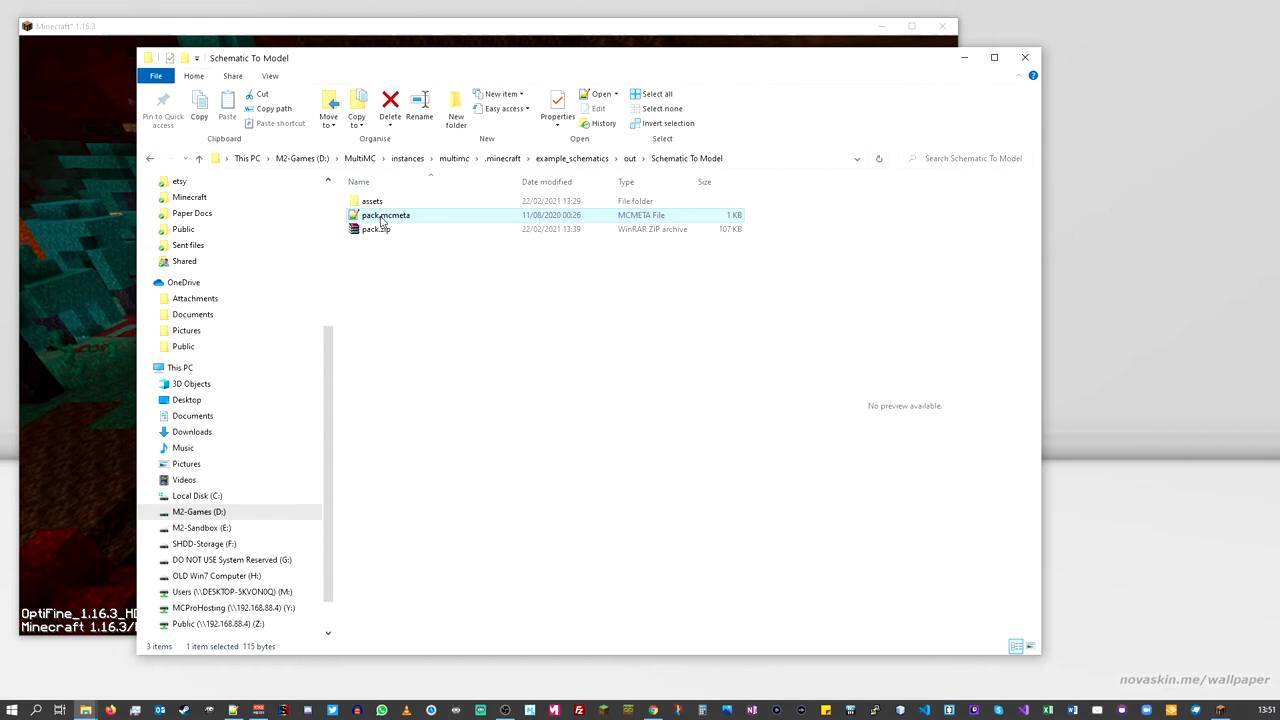 Minecraft* 1.16.3
Schematic To Model
File
Home
Share
View
Pin to Quick access
Copy
Paste
Cut
Copy path
Paste shortcut
Clipboard
Move to
Copy to
Delete
Rename
Organise
New folder
New item
Easy access
New
Properties
Open
Edit
History
Open
Select all
Select none
Invert selection
Select
This PC > M2-Games (D:) > MultiMC > instances > multimc > .minecraft > example_schematics > out > Schematic To Model
Search Schematic To Model
Name Date modified Type Size
assets 22/02/2021 13:29 File folder
pack.mcmeta 11/08/2020 00:26 MCMETA File 1 KB
pack.zip 22/02/2021 13:39 WinRAR ZIP archive 107 KB
etsy
Minecraft
Paper Docs
Public
Sent files
Shared
OneDrive
Attachments
Documents
Pictures
Public
This PC
3D Objects
Desktop
Documents
Downloads
Music
Pictures
Videos
Local Disk (C:)
M2-Games (D:)
M2-Sandbox (E:)
SHDD-Storage (F:)
DO NOT USE System Reserved (G:)
OLD Win7 Computer (H:)
Users (\\DESKTOP-5KVON0Q) (M:)
MCProHosting (\\192.168.88.4) (Y:)
Public (\\192.168.88.4) (Z:)
No preview available.
3 items 1 item selected 115 bytes
OptiFine_1.16.3_HD
Minecraft 1.16.3/
novaskin.me/wallpaper
13:51